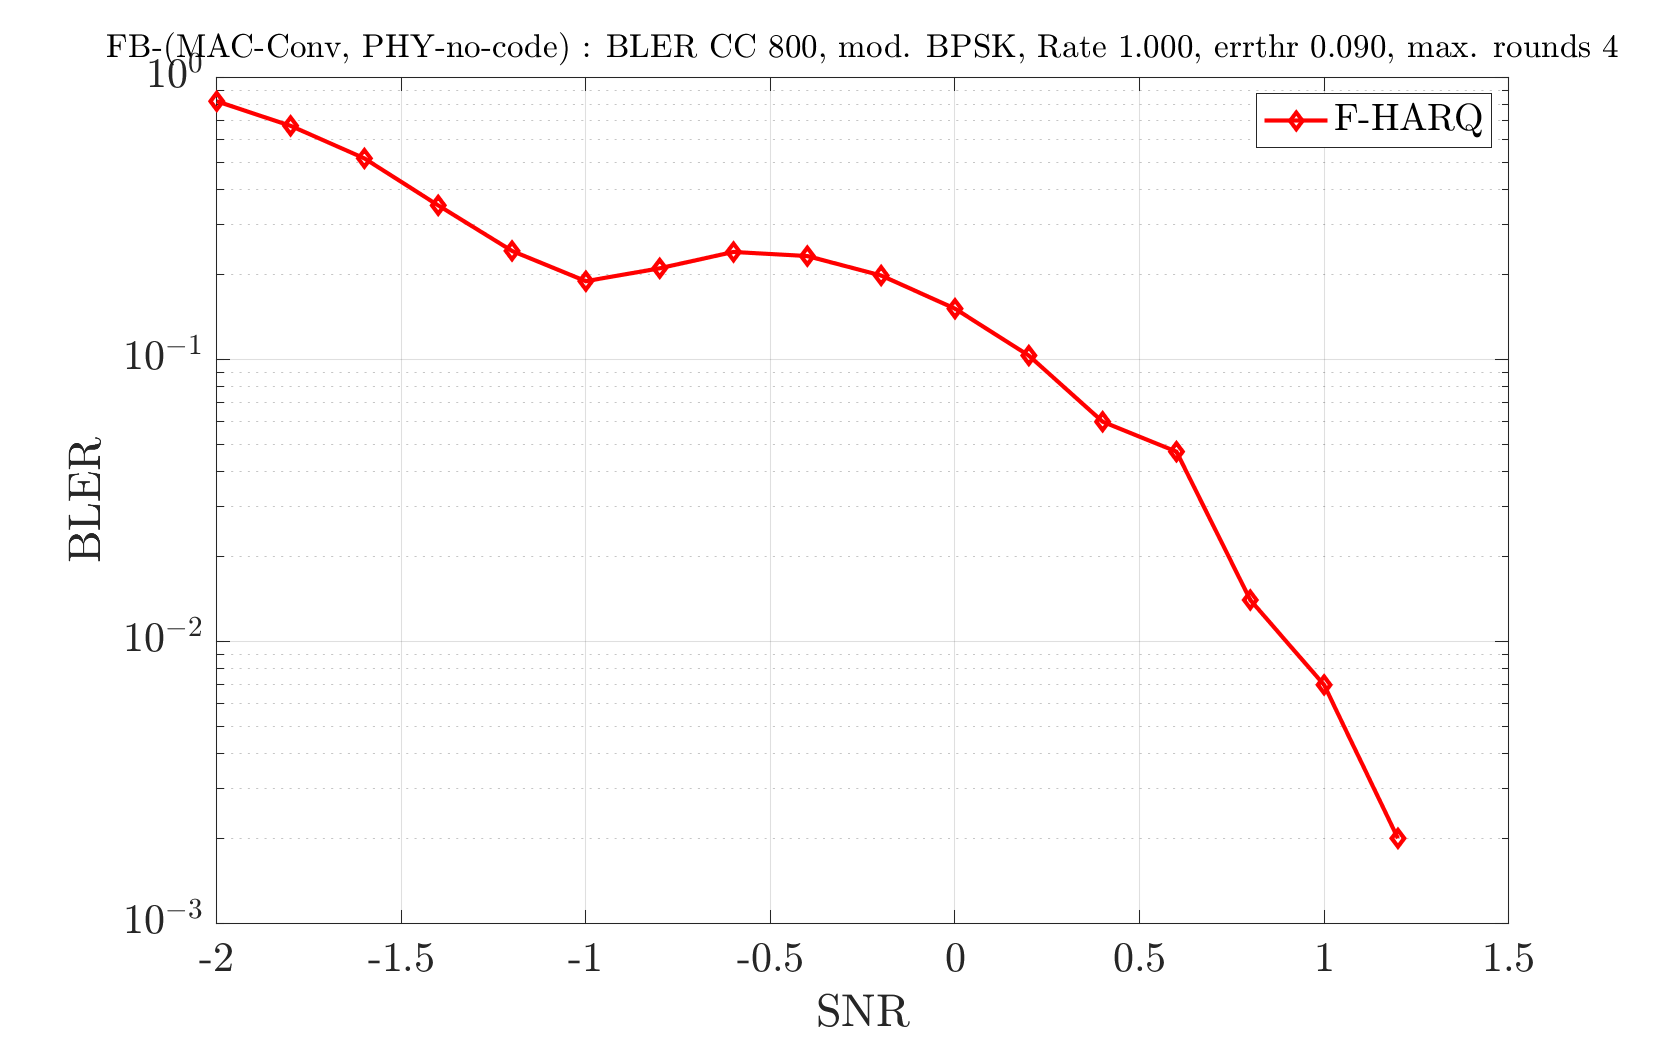 FB-(MAC-Conv, PHY-no-code) : BLER CC 800, mod. BPSK, Rate 1.000, errthr 0.090, max. rounds 4
10⁰
F-HARQ
10⁻¹
BLER
10⁻²
10⁻³
-2 -1.5 -1 -0.5 0 0.5 1 1.5
SNR